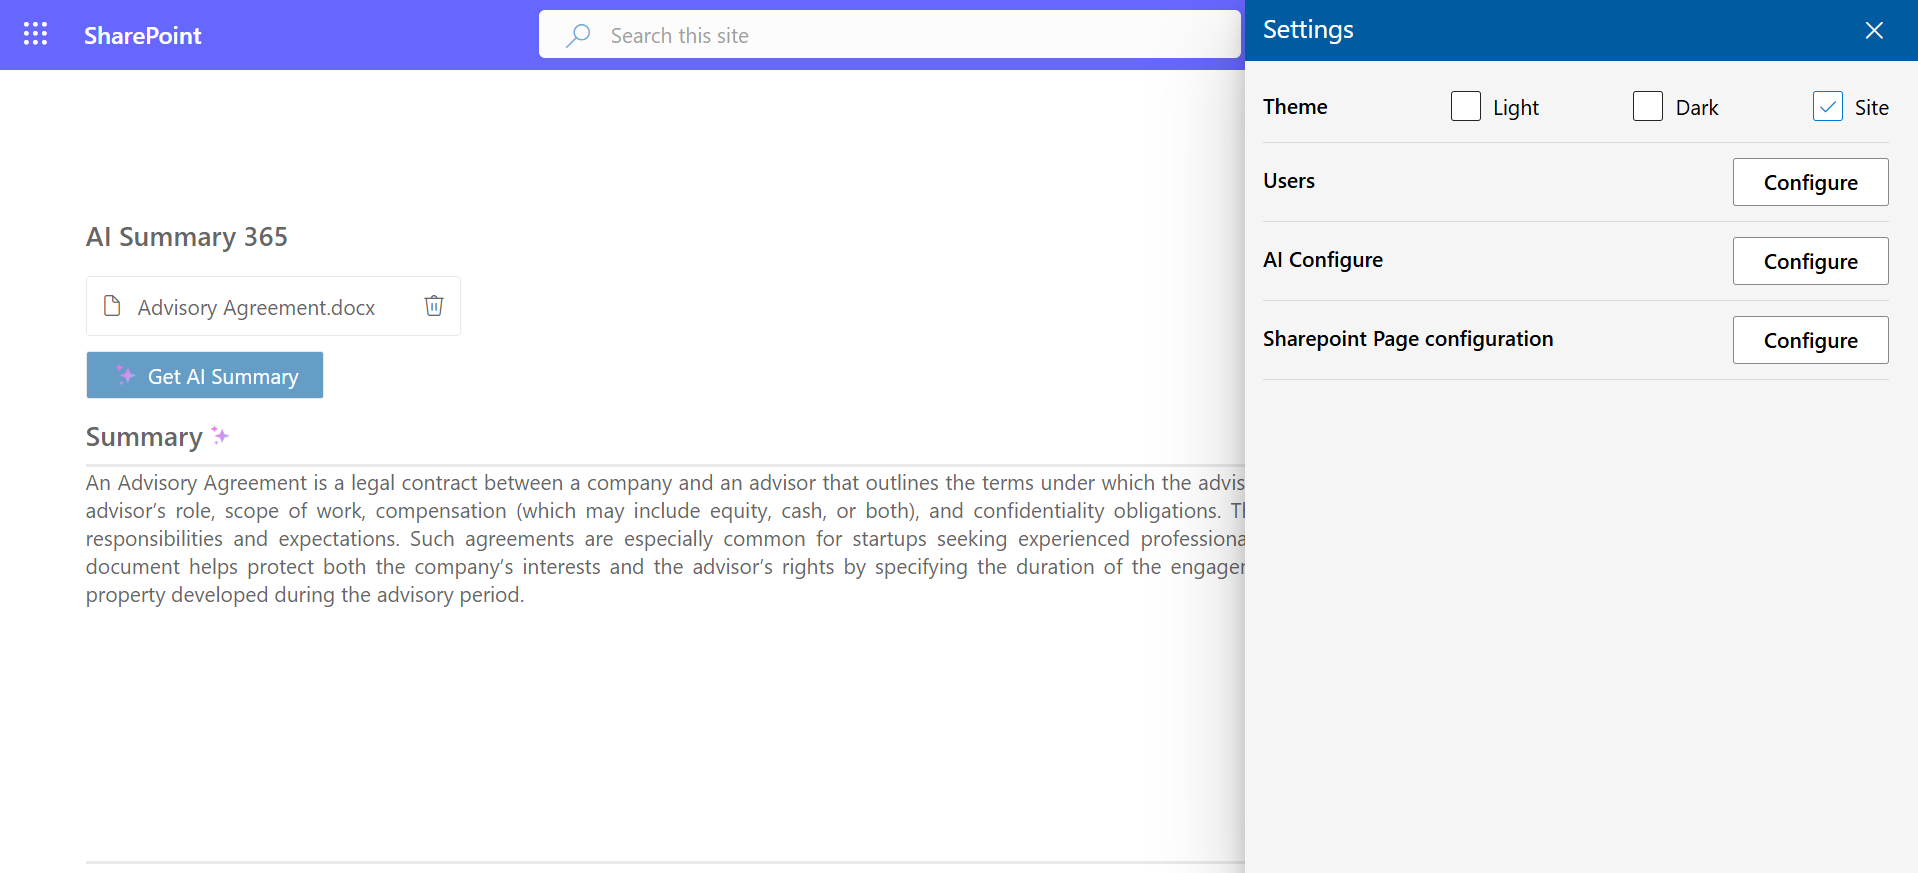 SharePoint
Search this site
Settings
Theme
Light
Dark
Site
Users
Configure
AI Configure
Configure
Sharepoint Page configuration
Configure
AI Summary 365
Advisory Agreement.docx
Get AI Summary
Summary
An Advisory Agreement is a legal contract between a company and an advisor that outlines the terms under which the
advisor’s role, scope of work, compensation (which may include equity, cash, or both), and confidentiality obligations.
responsibilities and expectations. Such agreements are especially common for startups seeking experienced
document helps protect both the company’s interests and the advisor’s rights by specifying the duration of the
property developed during the advisory period.